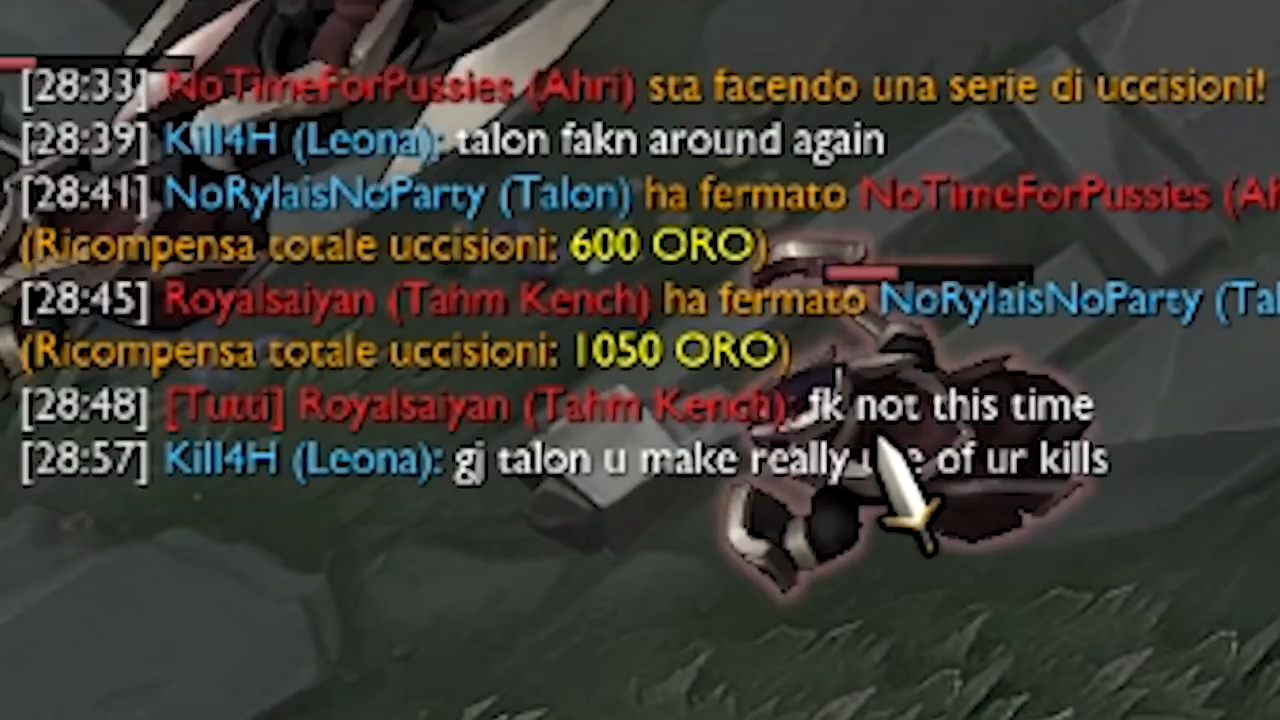 [28:33] NoTimeForPussies (Ahri) sta facendo una serie di uccisioni!
[28:39] Kill4H (Leona): talon fakn around again
[28:41] NoRylaisNoParty (Talon) ha fermato NoTimeForPussies
(Ricompensa totale uccisioni: 600 ORO)
[28:45] Royalsaiyan (Tahm Kench) ha fermato NoRylaisNoParty
(Ricompensa totale uccisioni: 1050 ORO)
[28:48] [Tutti] Royalsaiyan (Tahm Kench): fk not this time
[28:57] Kill4H (Leona): gj talon u make really of ur kills